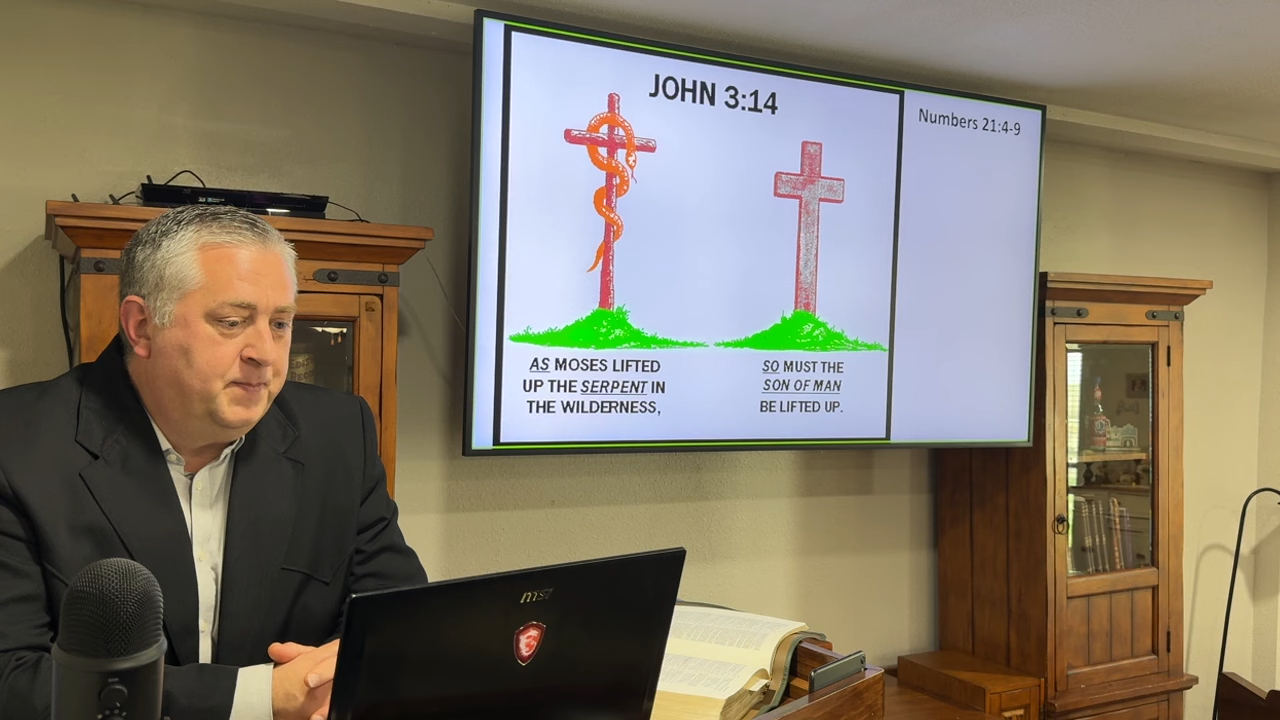 JOHN 3:14
Numbers 21:4-9
AS MOSES LIFTED
UP THE SERPENT IN
THE WILDERNESS,
SO MUST THE
SON OF MAN
BE LIFTED UP.
msi